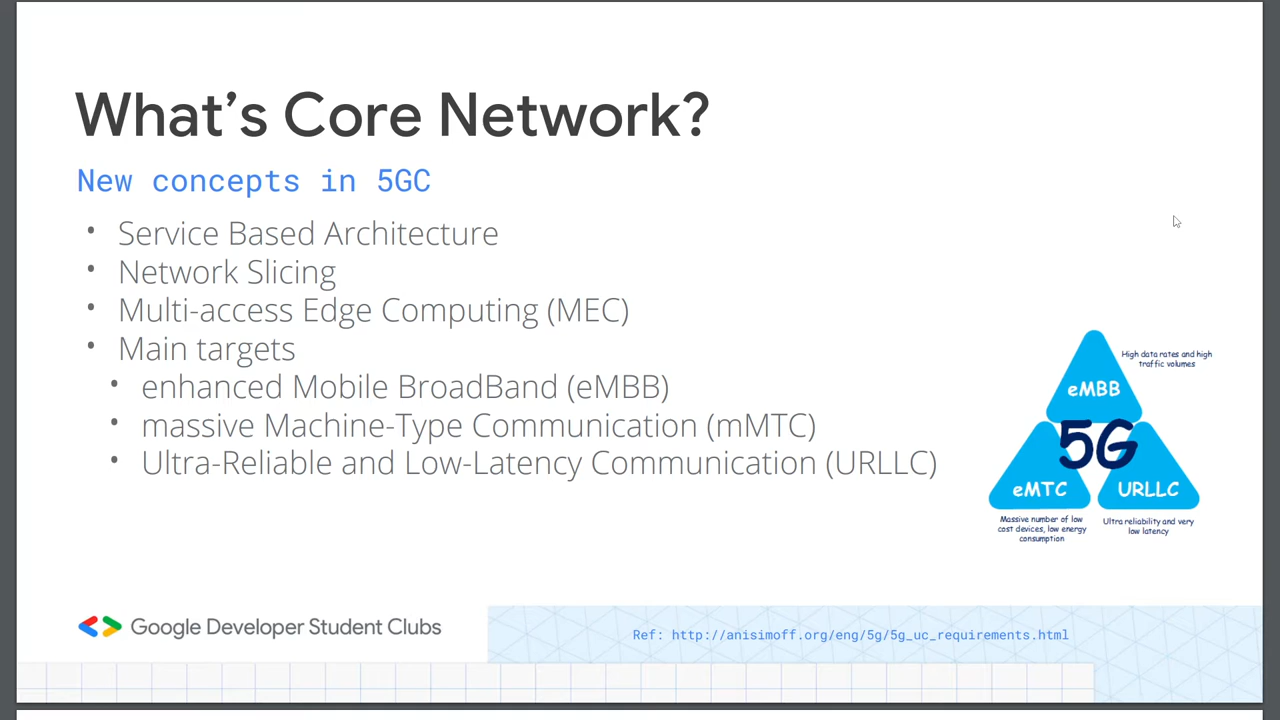 What's Core Network?
New concepts in 5GC
• Service Based Architecture
• Network Slicing
• Multi-access Edge Computing (MEC)
• Main targets
• enhanced Mobile BroadBand (eMBB)
• massive Machine-Type Communication (mMTC)
• Ultra-Reliable and Low-Latency Communication (URLLC)
High data rates and high
traffic volumes
eMBB
5G
eMTC
URLLC
Massive number of low
cost devices, low energy
consumption
Ultra reliability and very
low latency
Google Developer Student Clubs
Ref: http://anisimoff.org/eng/5g/5g_uc_requirements.html